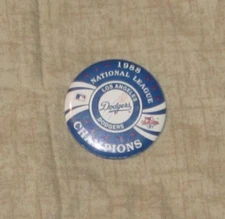 1988
NATIONAL LEAGUE
LOS ANGELES
Dodgers
DODGERS
CHAMPIONS